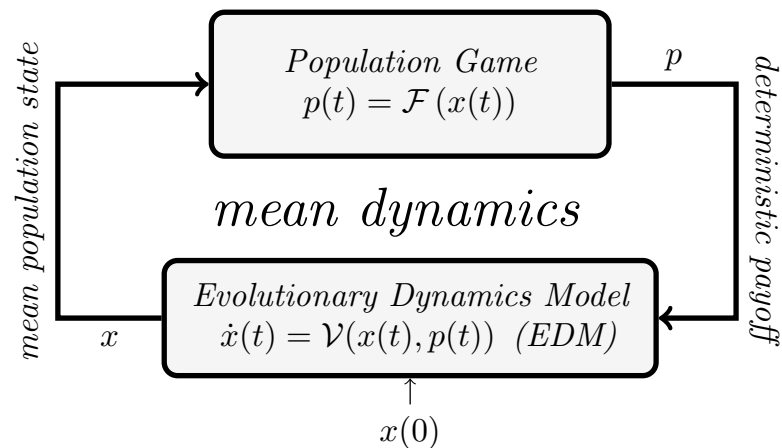 Population Game
p(t) = 𝓕 (x(t))
p
mean population state
deterministic payoff
mean dynamics
Evolutionary Dynamics Model
ẋ(t) = 𝒱(x(t), p(t)) (EDM)
x
↑
x(0)